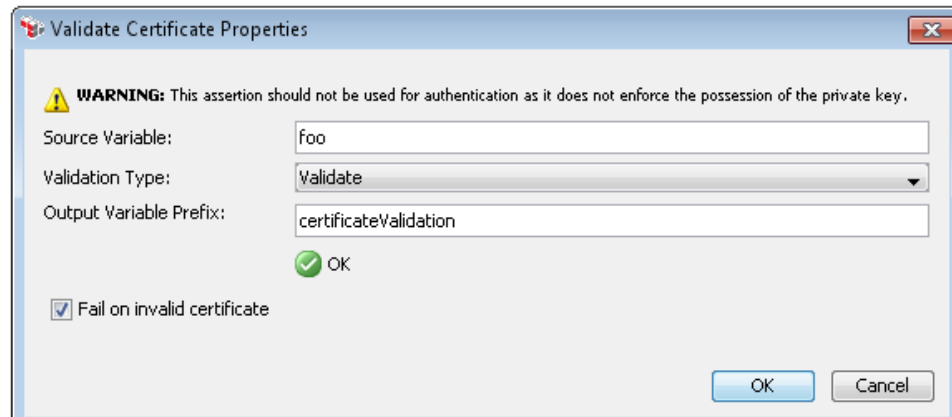 Validate Certificate Properties
WARNING: This assertion should not be used for authentication as it does not enforce the possession of the private key.
Source Variable: foo
Validation Type: Validate
Output Variable Prefix: certificateValidation
OK
Fail on invalid certificate
OK Cancel